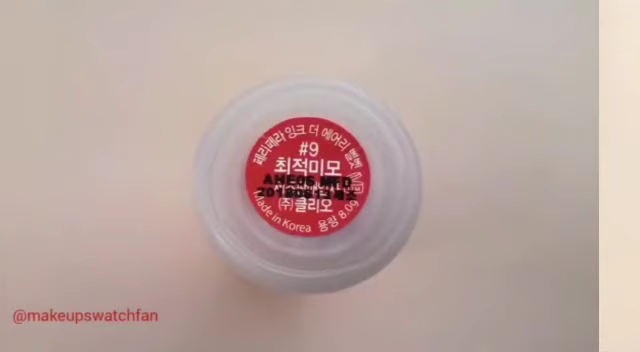 페리페라 잉크 더 에어리 벨벳
#9
최적미모
AHE05 MFD
(주)클리오
Made in Korea 용량 8.0g
@makeupswatchfan